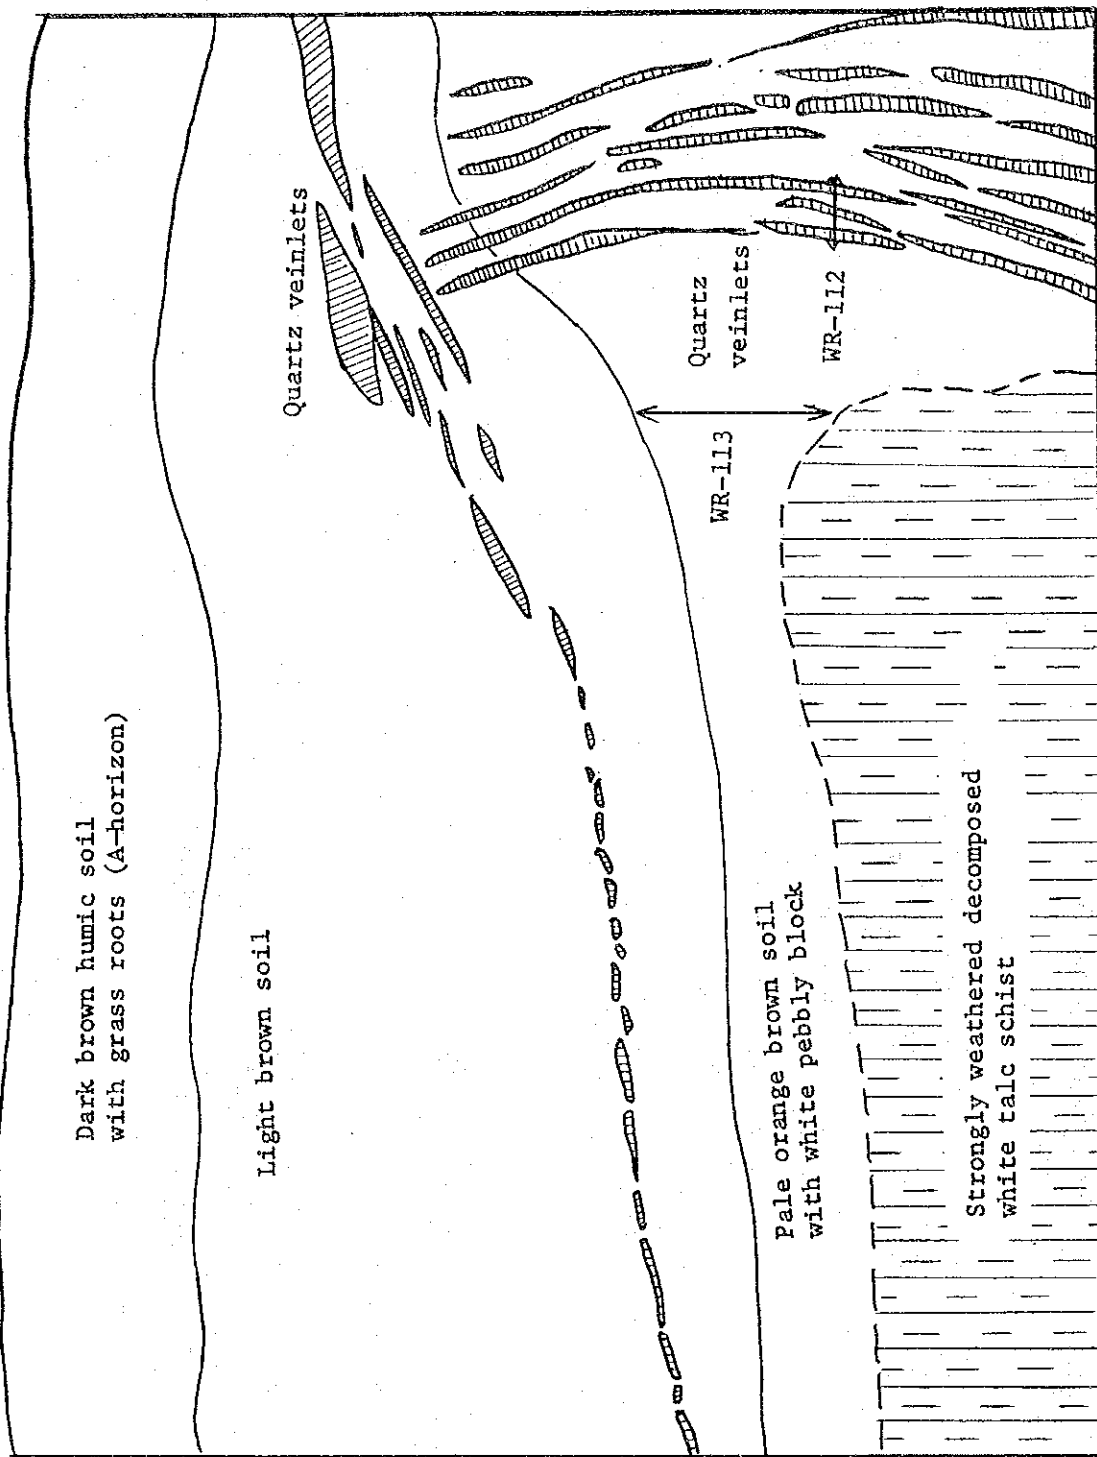 Dark brown humic soil
with grass roots (A-horizon)
Light brown soil
Quartz veinlets
Quartz
veinlets
WR-112
WR-113
Pale orange brown soil
with white pebbly block
Strongly weathered decomposed
white talc schist